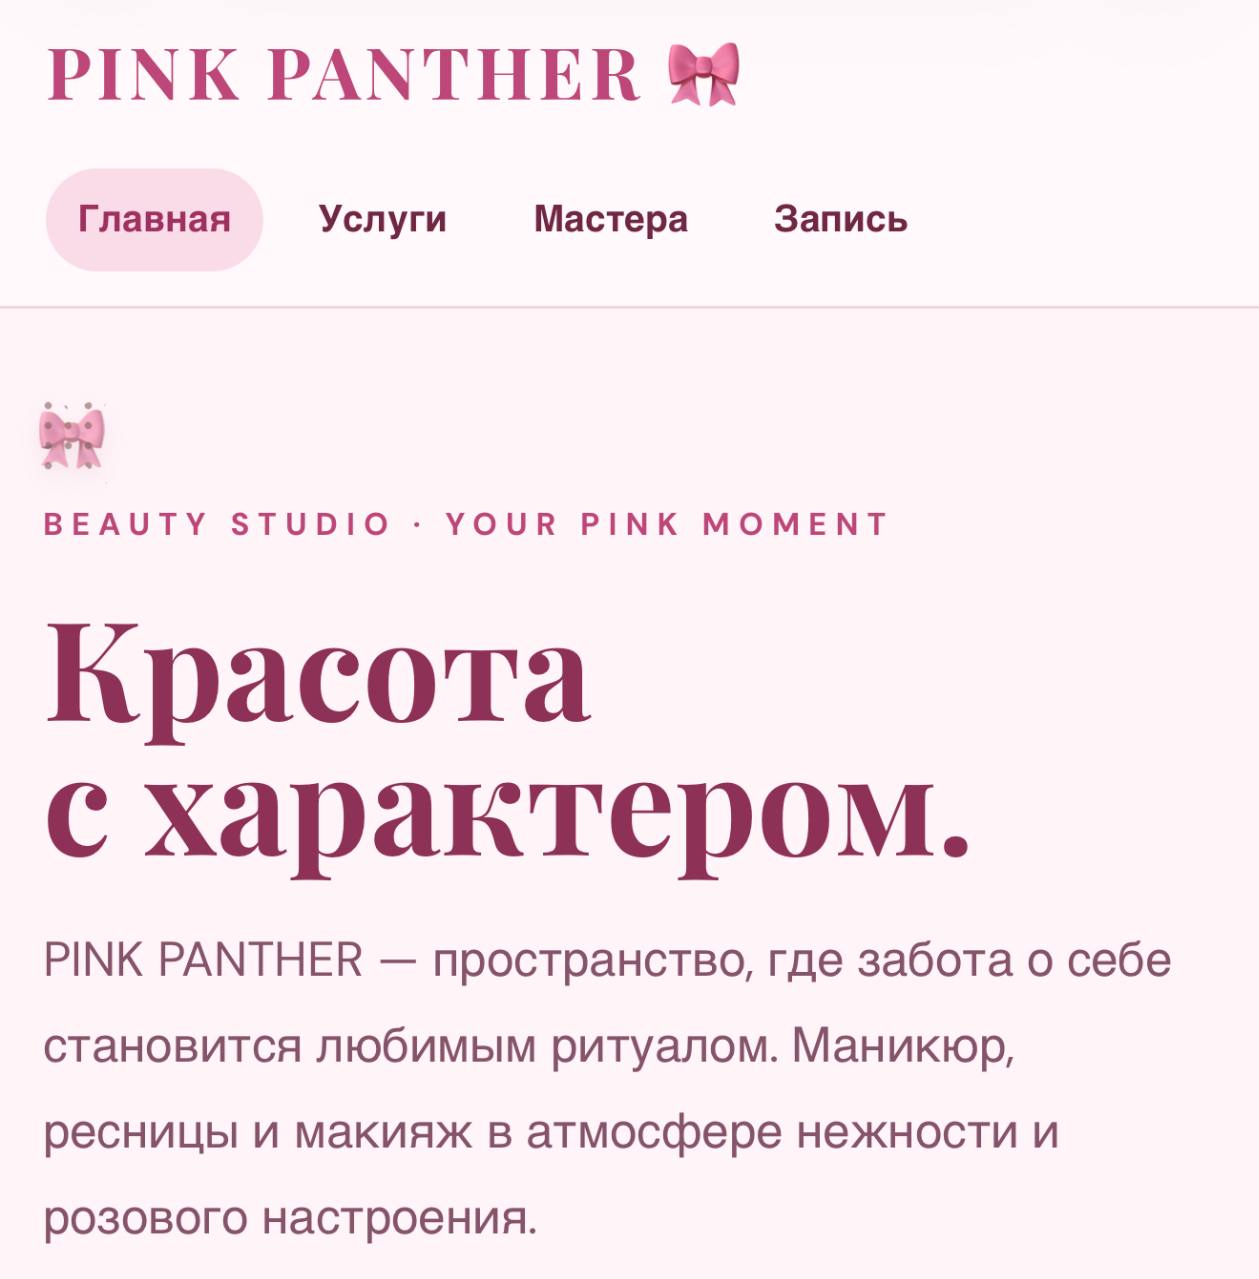 PINK PANTHER 🎀
Главная Услуги Мастера Запись
BEAUTY STUDIO · YOUR PINK MOMENT
Красота
с характером.
PINK PANTHER — пространство, где забота о себе
становится любимым ритуалом. Маникюр,
ресницы и макияж в атмосфере нежности и
розового настроения.